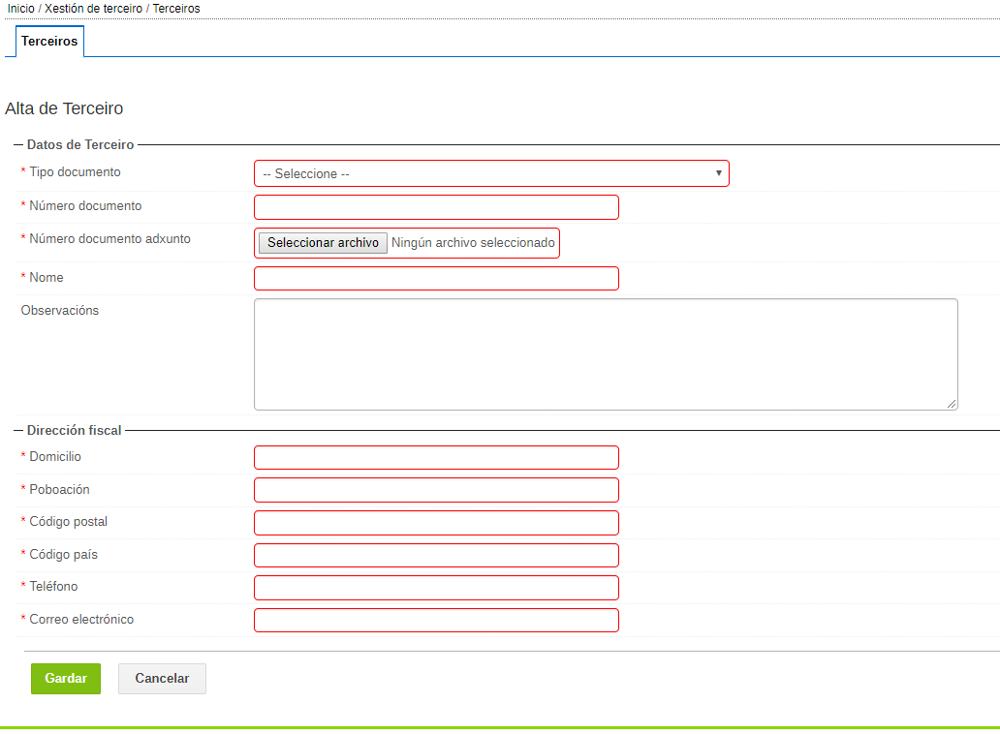 Inicio / Xestión de terceiro / Terceiros
Terceiros
Alta de Terceiro
Datos de Terceiro
* Tipo documento -- Seleccione --
* Número documento
* Número documento adxunto Seleccionar archivo Ningún archivo seleccionado
* Nome
Observacións
Dirección fiscal
* Domicilio
* Poboación
* Código postal
* Código país
* Teléfono
* Correo electrónico
Gardar Cancelar